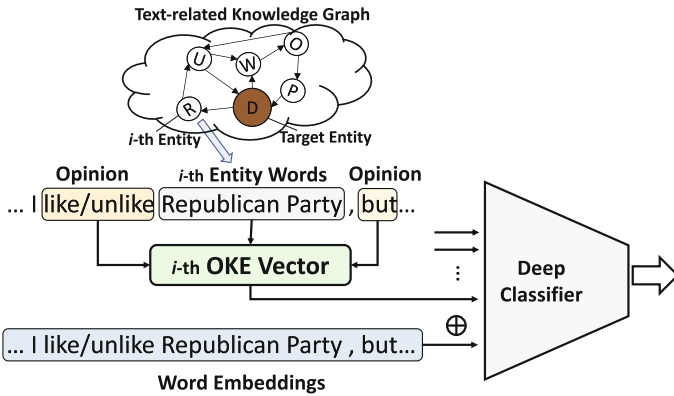 Text-related Knowledge Graph
O
U
W
P
D
R
i-th Entity
Target Entity
Opinion
i-th Entity Words
Opinion
... I like/unlike Republican Party , but...
i-th OKE Vector
Deep
Classifier
⋮
⊕
... I like/unlike Republican Party , but...
Word Embeddings